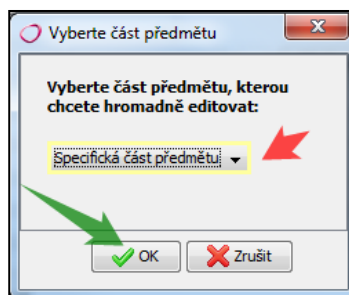 Vyberte část předmětu
Vyberte část předmětu, kterou
chcete hromadně editovat:
Specifická část předmětu
OK
Zrušit